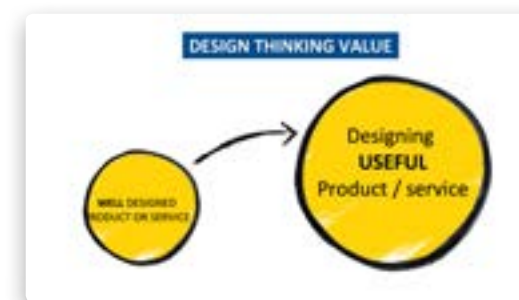 DESIGN THINKING VALUE
Designing
USEFUL
Product / service
WELL DESIGNED
PRODUCT OR SERVICE